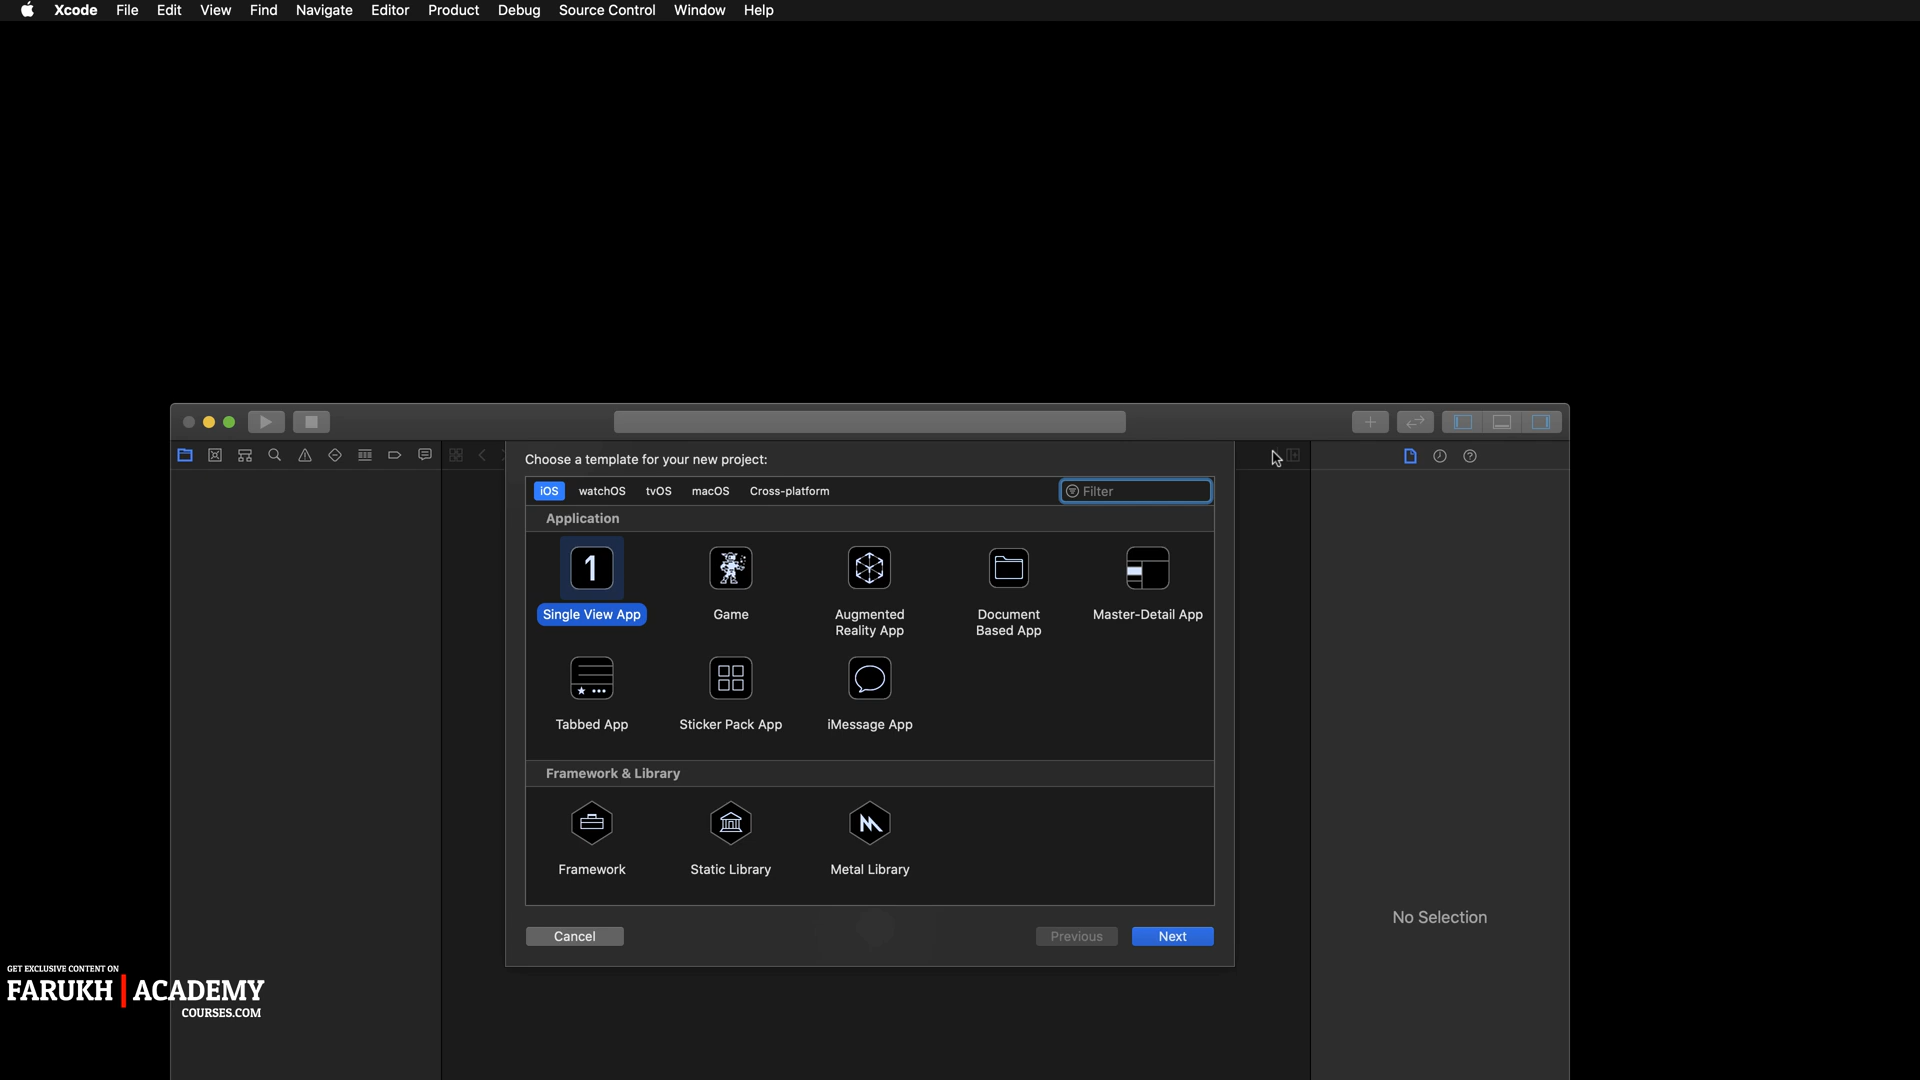 Xcode File Edit View Find Navigate Editor Product Debug Source Control Window Help
Choose a template for your new project:
iOS watchOS tvOS macOS Cross-platform Filter
Application
1
Single View App
Game
Augmented
Reality App
Document
Based App
Master-Detail App
Tabbed App
Sticker Pack App
iMessage App
Framework & Library
Framework
Static Library
Metal Library
No Selection
Cancel Previous Next
GET EXCLUSIVE CONTENT ON
FARUKH | ACADEMY
COURSES.COM